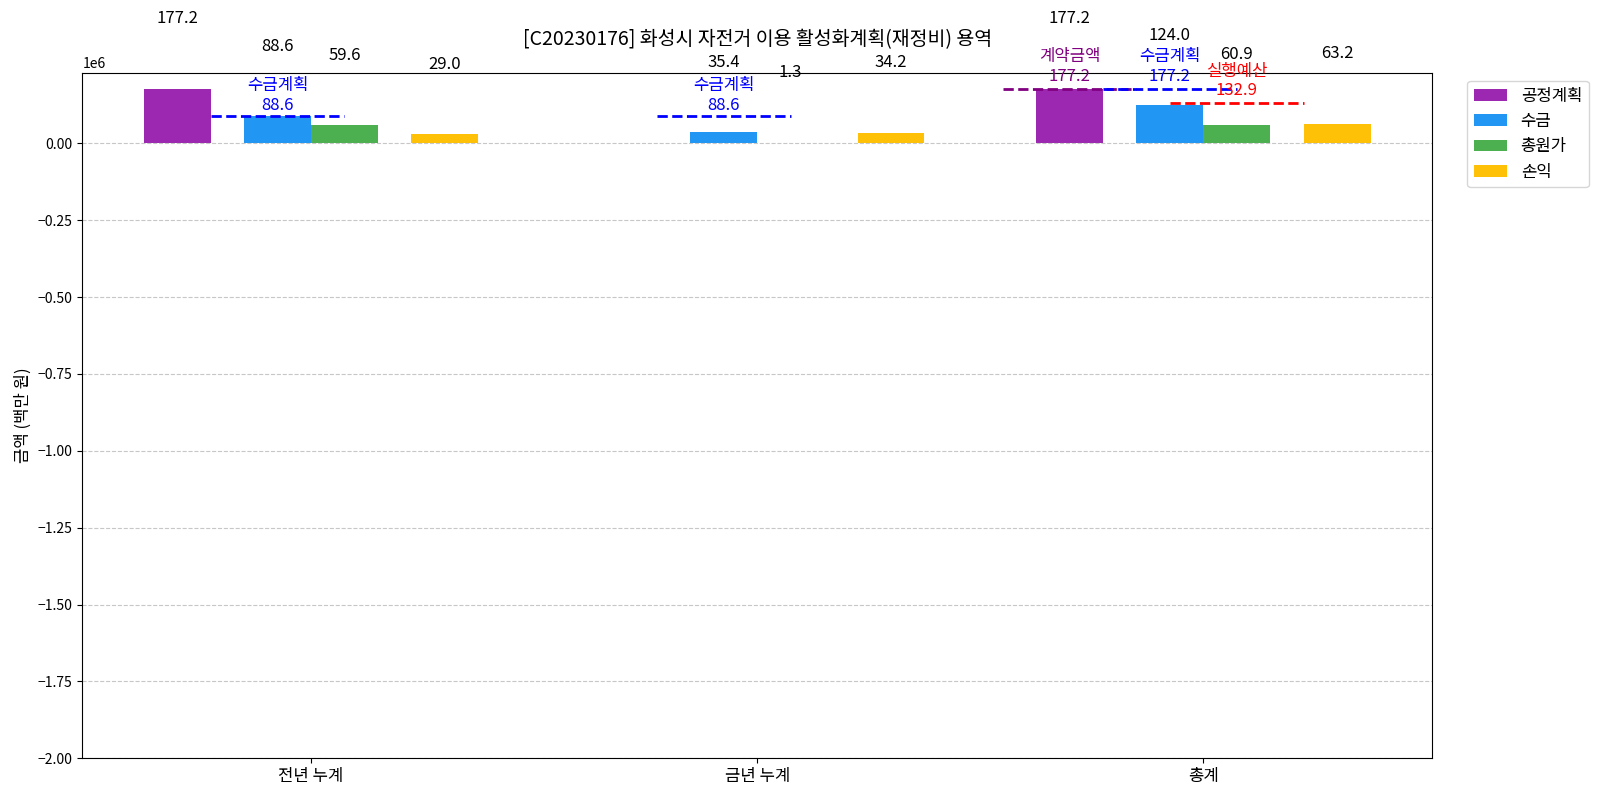 [C20230176] 화성시 자전거 이용 활성화계획(재정비) 용역
1e6
177.2
88.6
수금계획
88.6
59.6
29.0
35.4
수금계획
88.6
1.3
34.2
177.2
계약금액
177.2
124.0
수금계획
177.2
60.9
실행예산
132.9
63.2
공정계획
수금
총원가
손익
금액 (백만 원)
0.00
−0.25
−0.50
−0.75
−1.00
−1.25
−1.50
−1.75
−2.00
전년 누계
금년 누계
총계